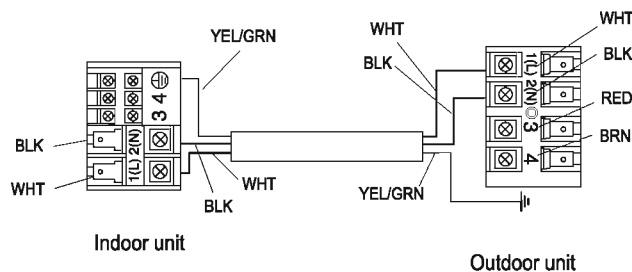 WHT
YEL/GRN
WHT
BLK
BLK
RED
BRN
1(L) 2(N) 3 4
3 4
1(L) 2(N)
BLK
WHT
WHT
BLK
YEL/GRN
Indoor unit
Outdoor unit